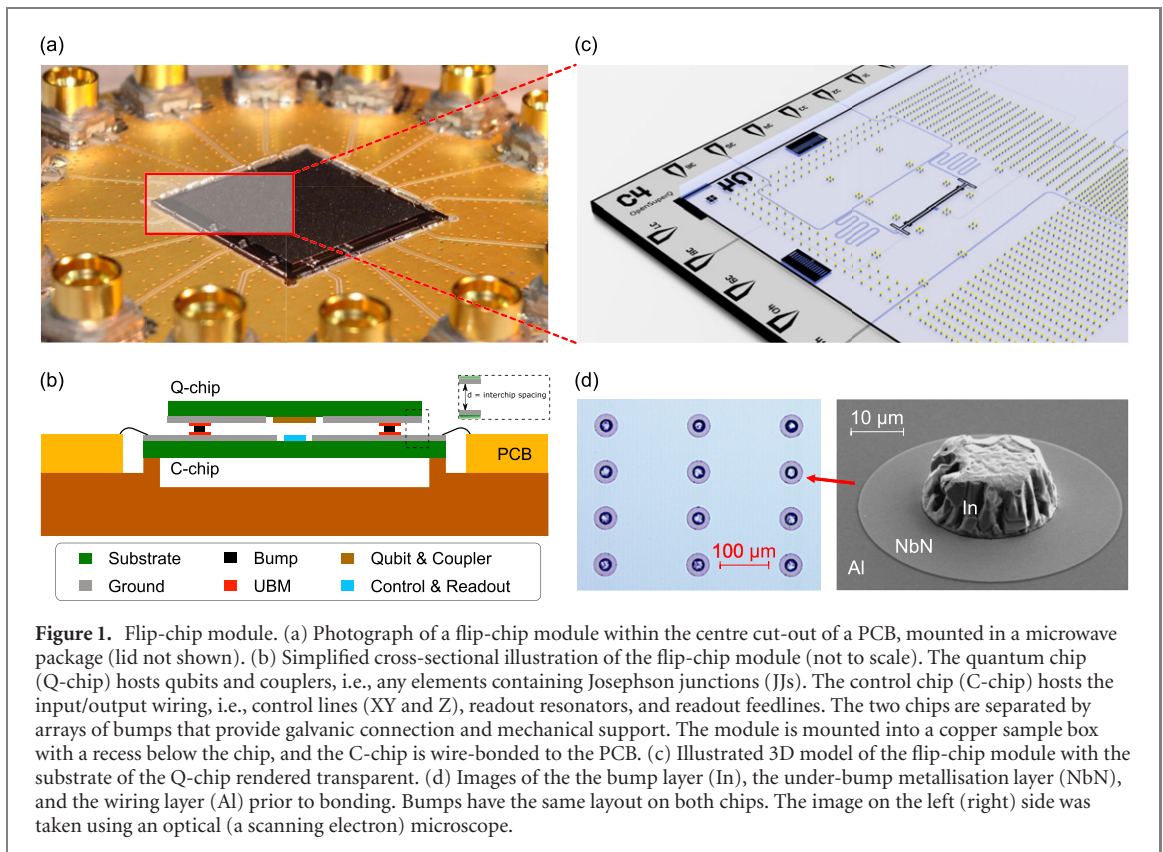 (a)
(c)
C4
OpenSuperQ
(b)
Q-chip
d = interchip spacing
C-chip
PCB
Substrate
Bump
Qubit & Coupler
Ground
UBM
Control & Readout
(d)
100 μm
10 μm
In
NbN
Al
Figure 1. Flip-chip module. (a) Photograph of a flip-chip module within the centre cut-out of a PCB, mounted in a microwave
package (lid not shown). (b) Simplified cross-sectional illustration of the flip-chip module (not to scale). The quantum chip
(Q-chip) hosts qubits and couplers, i.e., any elements containing Josephson junctions (JJs). The control chip (C-chip) hosts the
input/output wiring, i.e., control lines (XY and Z), readout resonators, and readout feedlines. The two chips are separated by
arrays of bumps that provide galvanic connection and mechanical support. The module is mounted into a copper sample box
with a recess below the chip, and the C-chip is wire-bonded to the PCB. (c) Illustrated 3D model of the flip-chip module with the
substrate of the Q-chip rendered transparent. (d) Images of the the bump layer (In), the under-bump metallisation layer (NbN),
and the wiring layer (Al) prior to bonding. Bumps have the same layout on both chips. The image on the left (right) side was
taken using an optical (a scanning electron) microscope.